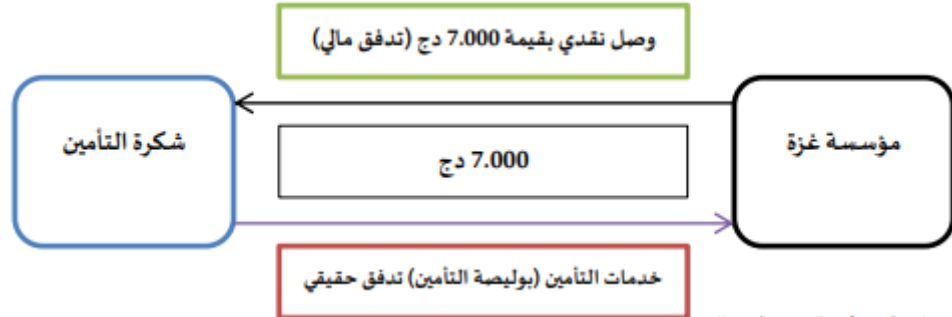 وصل نقدي بقيمة 7.000 دج (تدفق مالي)
مؤسسة غزة
شكرة التأمين
7.000 دج
خدمات التأمين (بوليصة التأمين) تدفق حقيقي